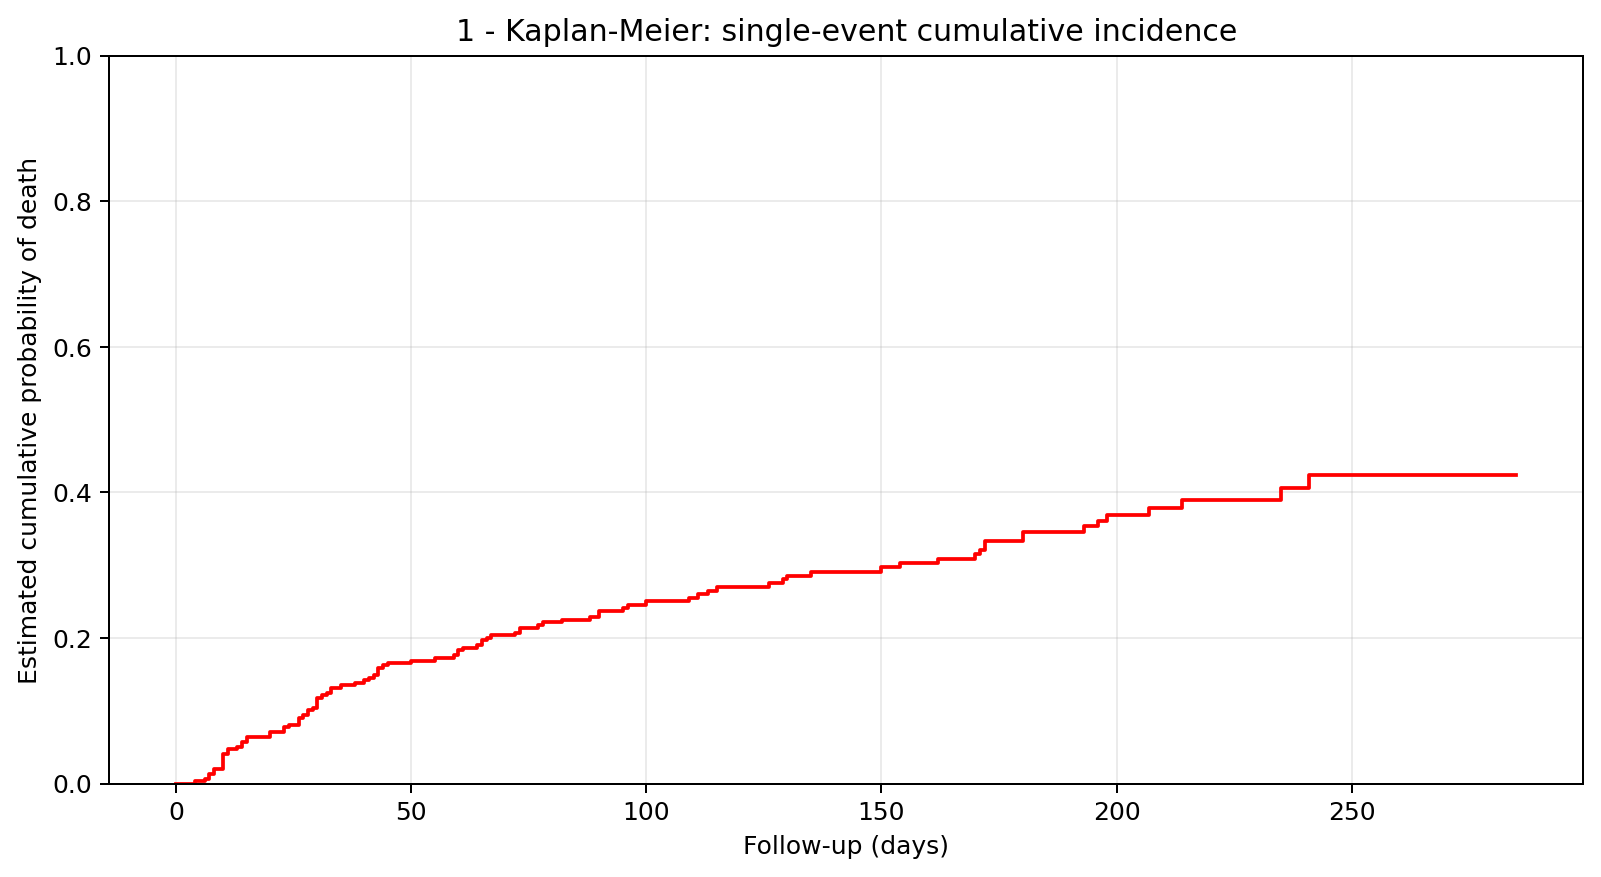 1 - Kaplan-Meier: single-event cumulative incidence
Estimated cumulative probability of death
1.0
0.8
0.6
0.4
0.2
0.0
0 50 100 150 200 250
Follow-up (days)